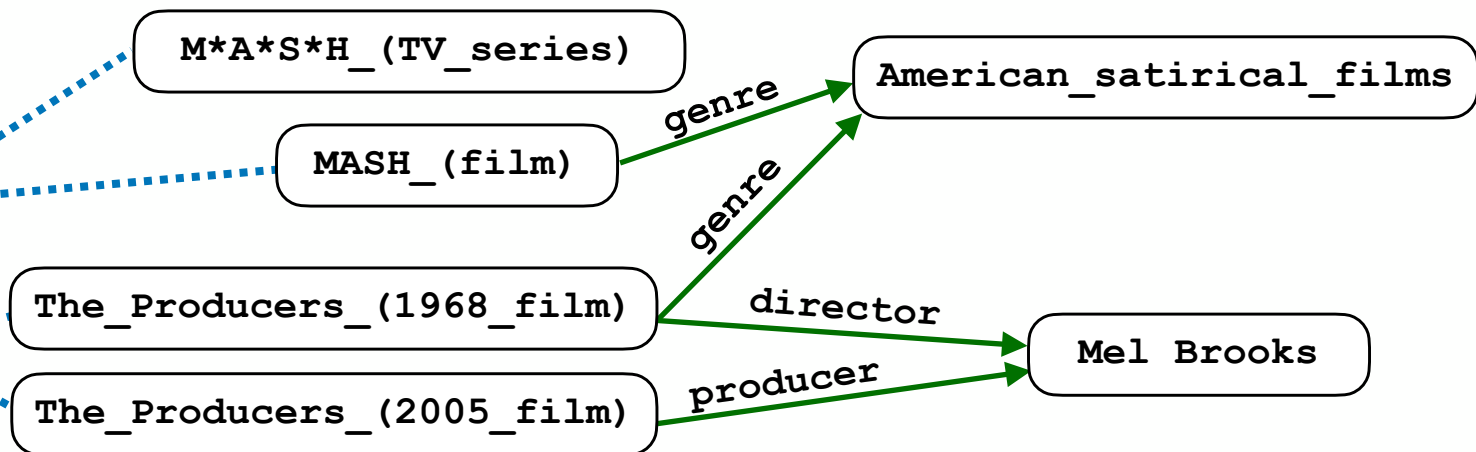 M*A*S*H_(TV_series)
American_satirical_films
genre
MASH_(film)
genre
The_Producers_(1968_film)
director
Mel Brooks
producer
The_Producers_(2005_film)